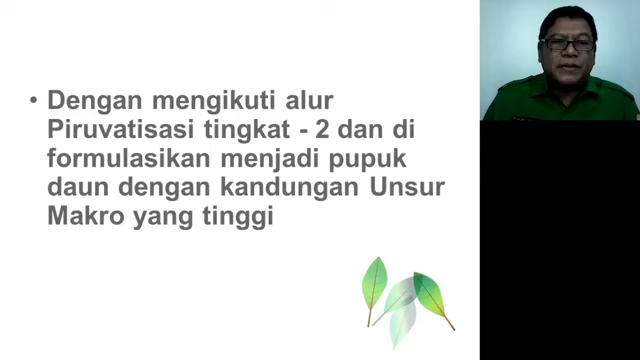 • Dengan mengikuti alur
Piruvatisasi tingkat - 2 dan di
formulasikan menjadi pupuk
daun dengan kandungan Unsur
Makro yang tinggi